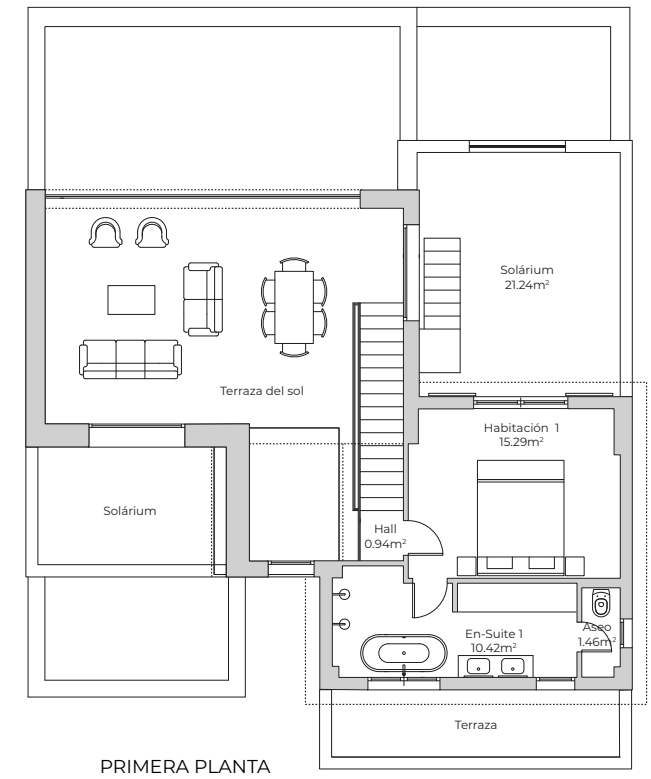 Solárium
21.24m²
Terraza del sol
Habitación 1
15.29m²
Solárium
Hall
0.94m²
En-Suite 1
10.42m²
Aseo
1.46m²
Terraza
PRIMERA PLANTA